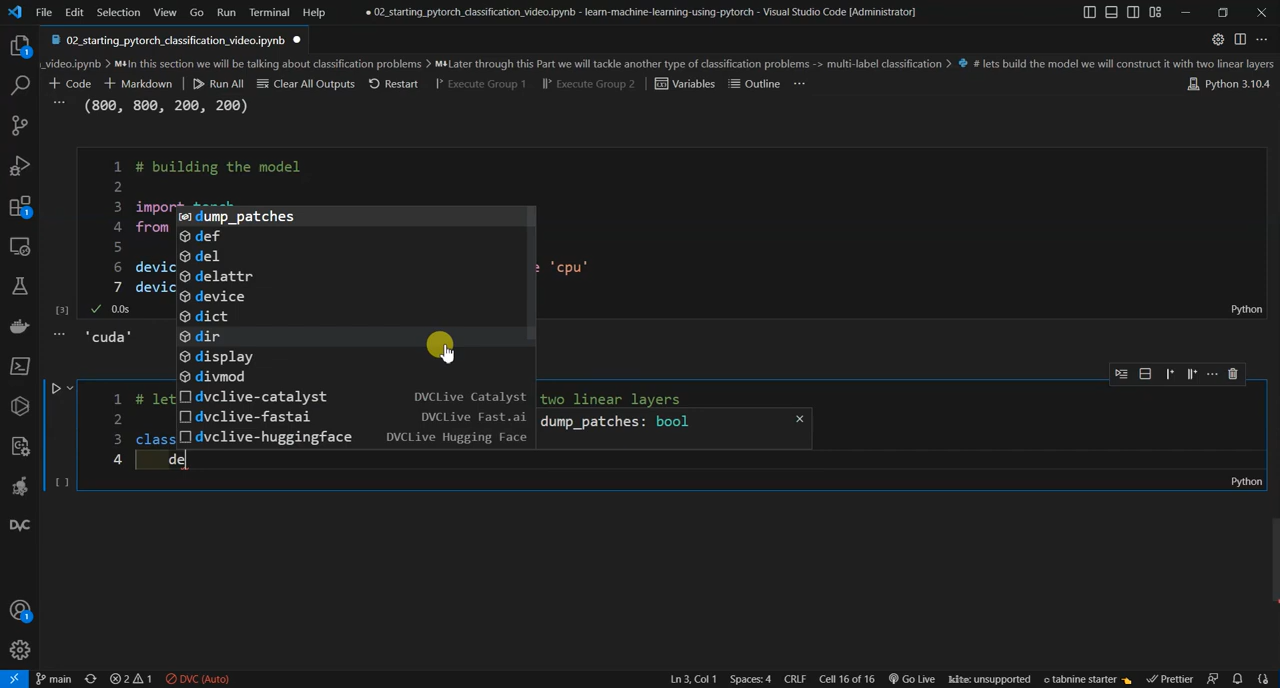 File Edit Selection View Go Run Terminal Help
● 02_starting_pytorch_classification_video.ipynb - learn-machine-learning-using-pytorch - Visual Studio Code [Administrator]
02_starting_pytorch_classification_video.ipynb ●
_video.ipynb > M↓In this section we will be talking about classification problems > M↓Later through this Part we will tackle another type of classification problems -> multi-label classification > # lets build the model we will construct it with two linear layers
+ Code + Markdown Run All Clear All Outputs Restart Execute Group 1 Execute Group 2 Variables Outline ... Python 3.10.4
... (800, 800, 200, 200)
1 # building the model
2
3 import torch
4 from
5
6 devic e 'cpu'
7 devic
[3] ✓ 0.0s Python
... 'cuda'
dump_patches
def
del
delattr
device
dict
dir
display
divmod
dvclive-catalyst DVCLive Catalyst
dvclive-fastai DVCLive Fast.ai
dvclive-huggingface DVCLive Hugging Face
dump_patches: bool ×
1 # let two linear layers
2
3 class
4 de
[ ] Python
1
1
DVC
1
main ⊗ 2 ⚠ 1 DVC (Auto) Ln 3, Col 1 Spaces: 4 CRLF Cell 16 of 16 Go Live kite: unsupported tabnine starter Prettier